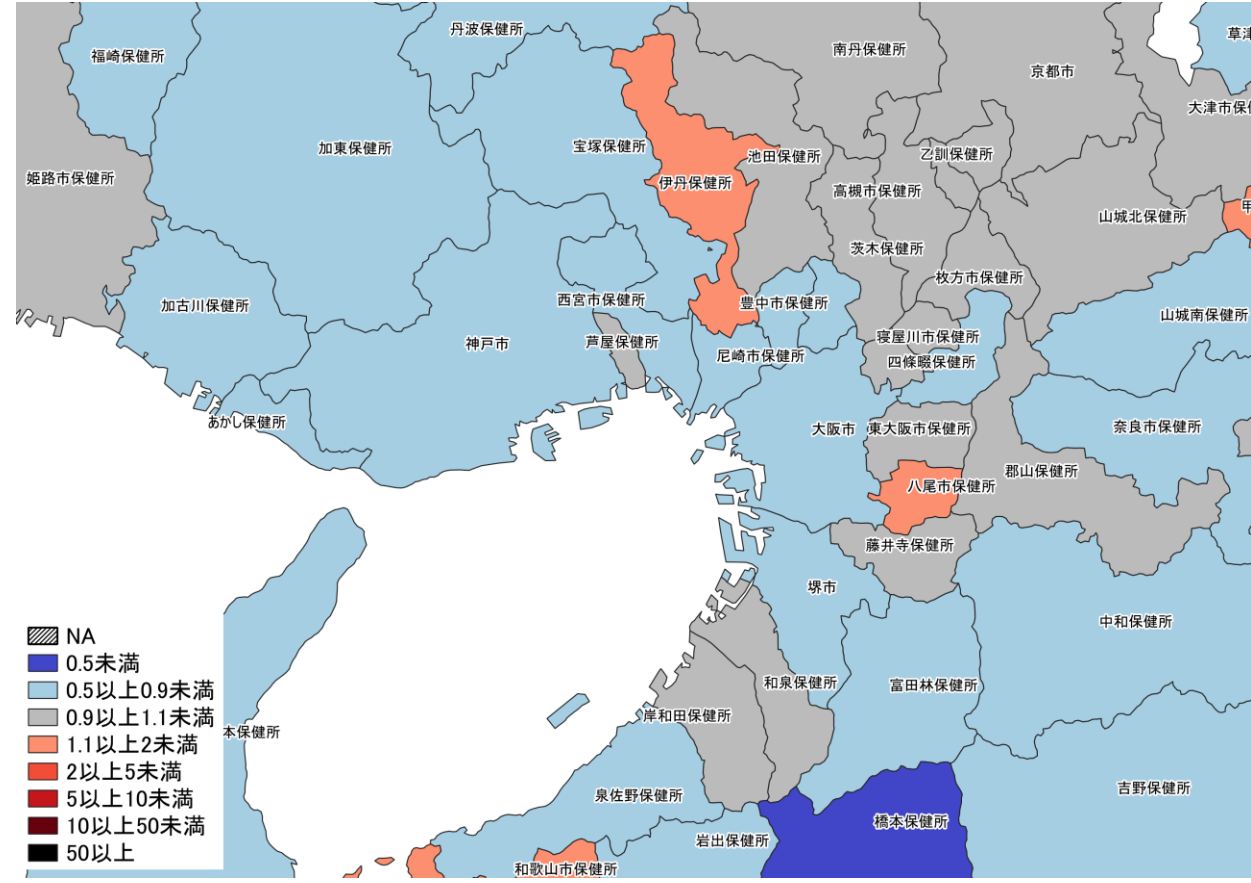 丹波保健所
草津
福崎保健所
南丹保健所
京都市
大津市保
加東保健所
宝塚保健所
池田保健所
乙訓保健所
姫路市保健所
伊丹保健所
高槻市保健所
甲
山城北保健所
茨木保健所
枚方市保健所
加古川保健所
西宮市保健所
豊中市保健所
山城南保健所
神戸市
芦屋保健所
尼崎市保健所
寝屋川市保健所
四條畷保健所
あかし保健所
大阪市
東大阪市保健所
奈良市保健所
八尾市保健所
郡山保健所
藤井寺保健所
堺市
中和保健所
和泉保健所
富田林保健所
岸和田保健所
本保健所
泉佐野保健所
吉野保健所
橋本保健所
岩出保健所
和歌山市保健所
NA
0.5未満
0.5以上0.9未満
0.9以上1.1未満
1.1以上2未満
2以上5未満
5以上10未満
10以上50未満
50以上